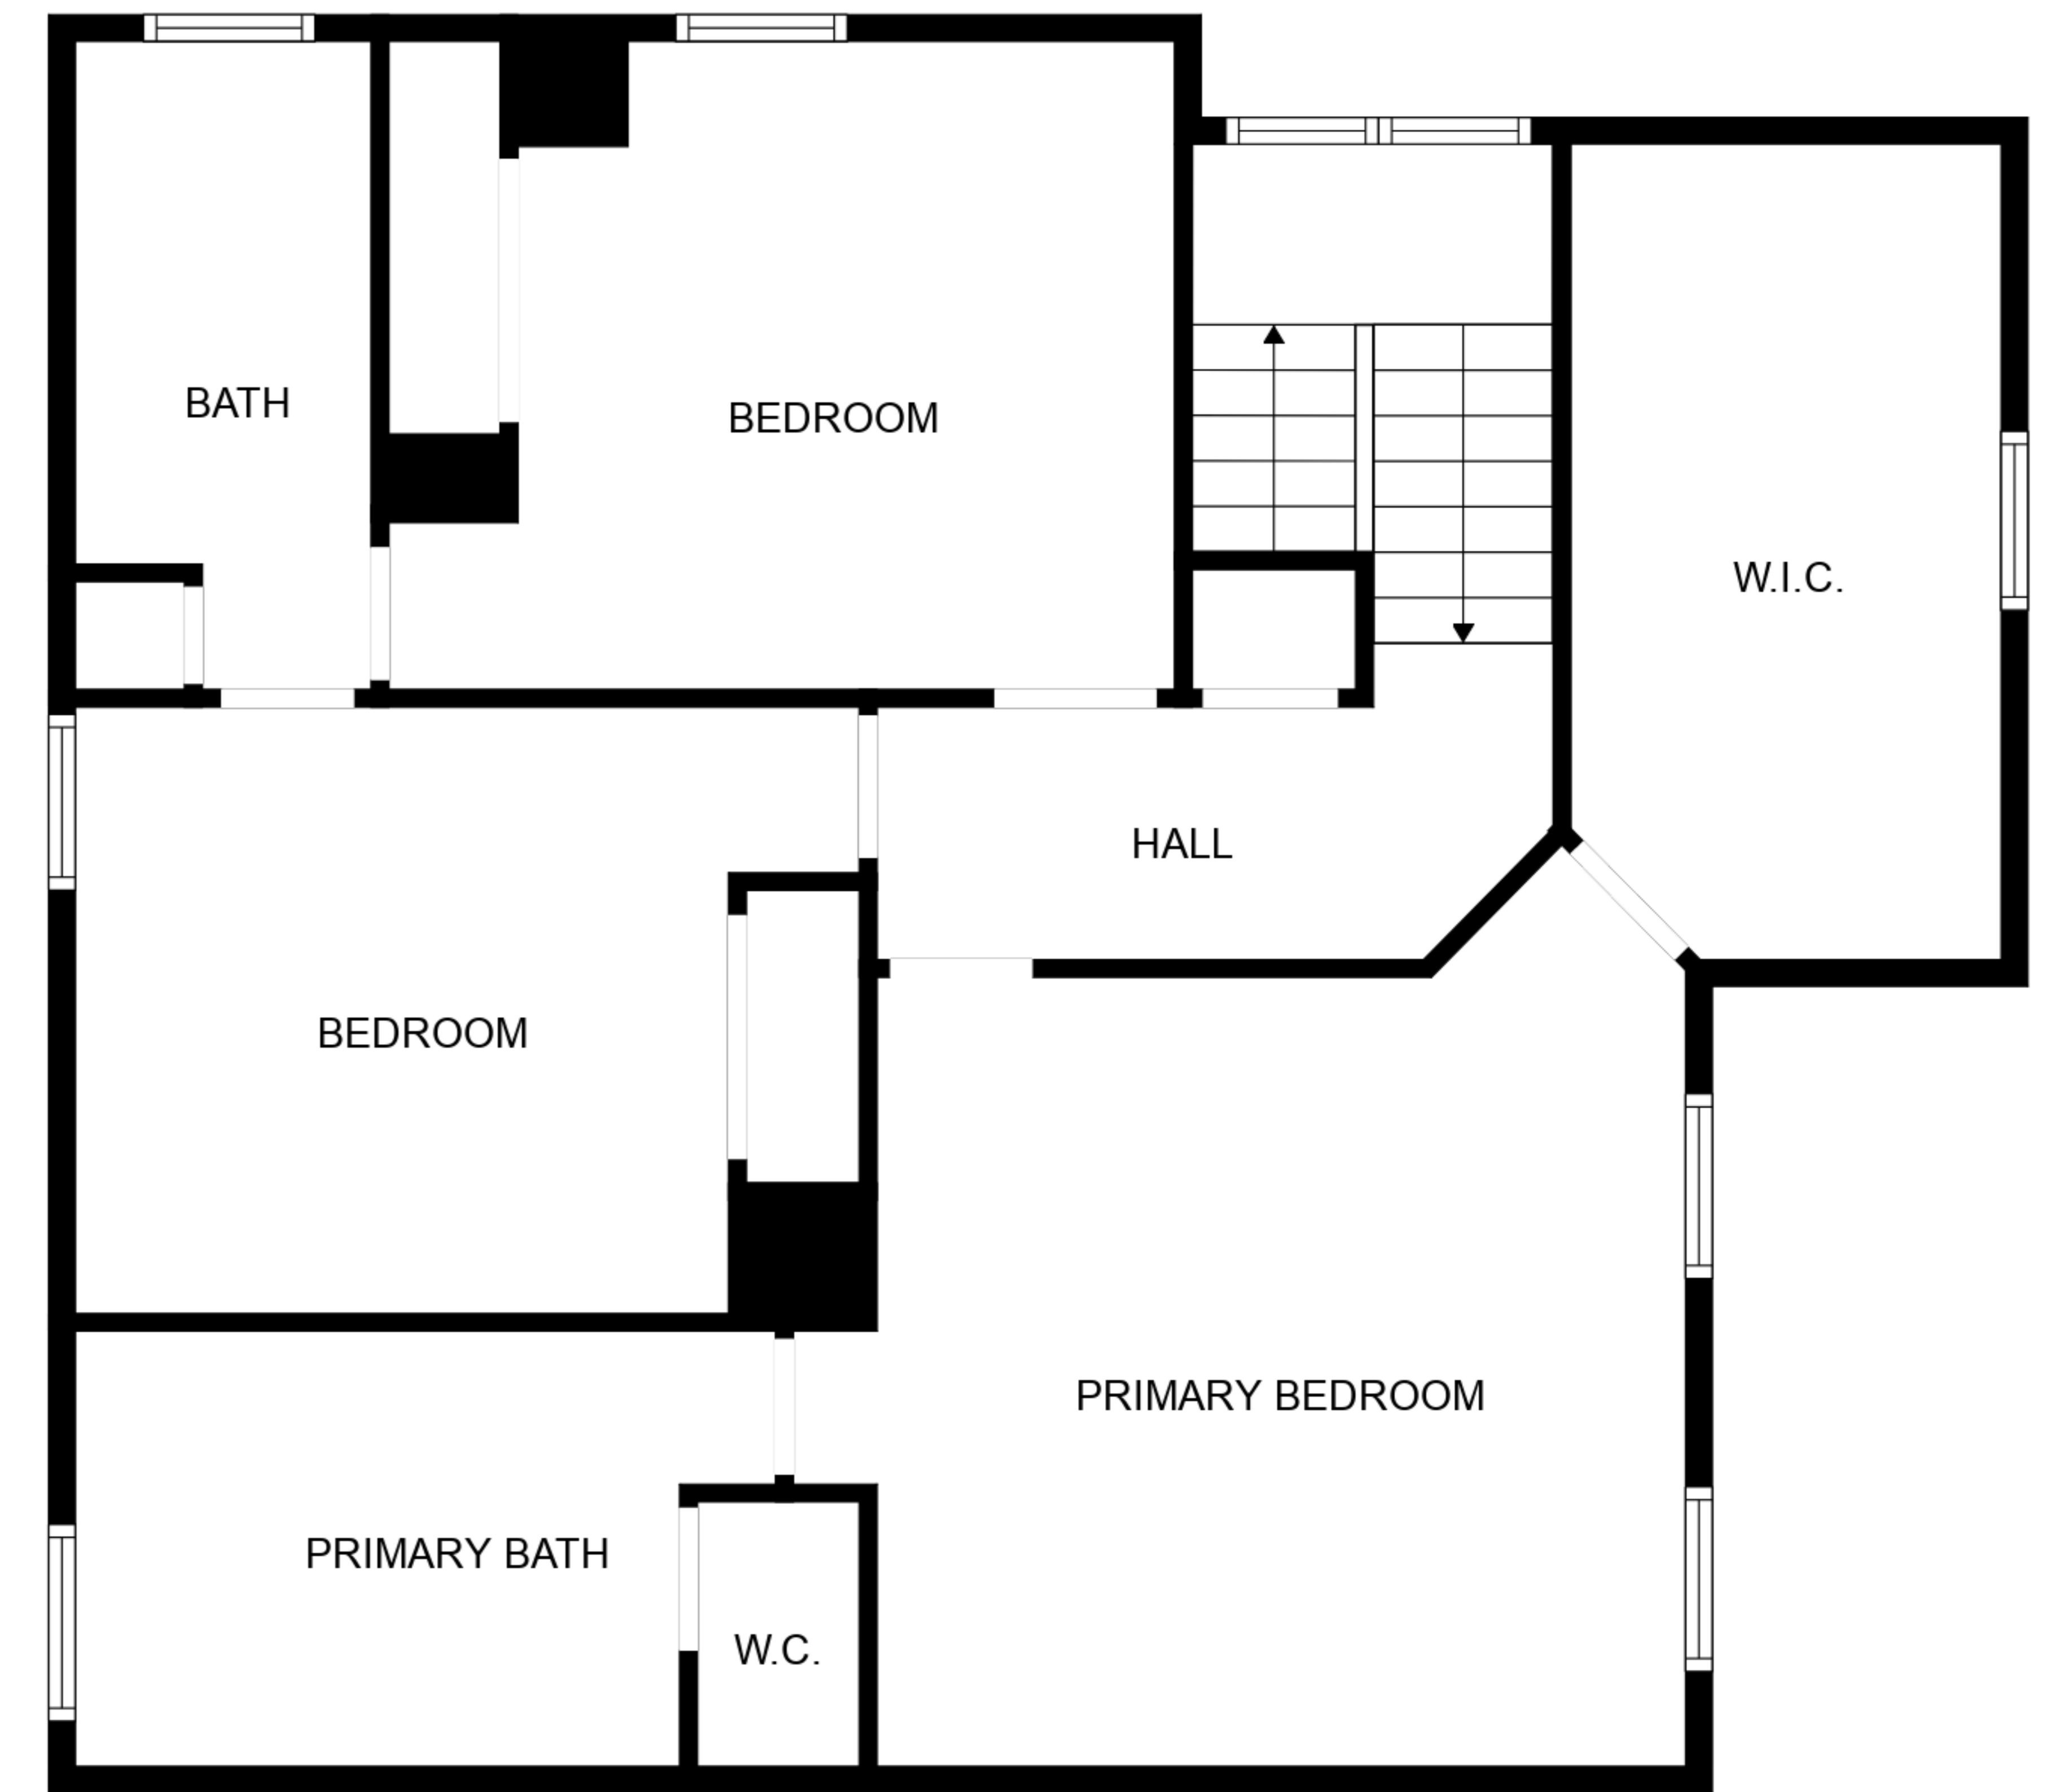 BATH
BEDROOM
W.I.C.
HALL
BEDROOM
PRIMARY BEDROOM
PRIMARY BATH
W.C.